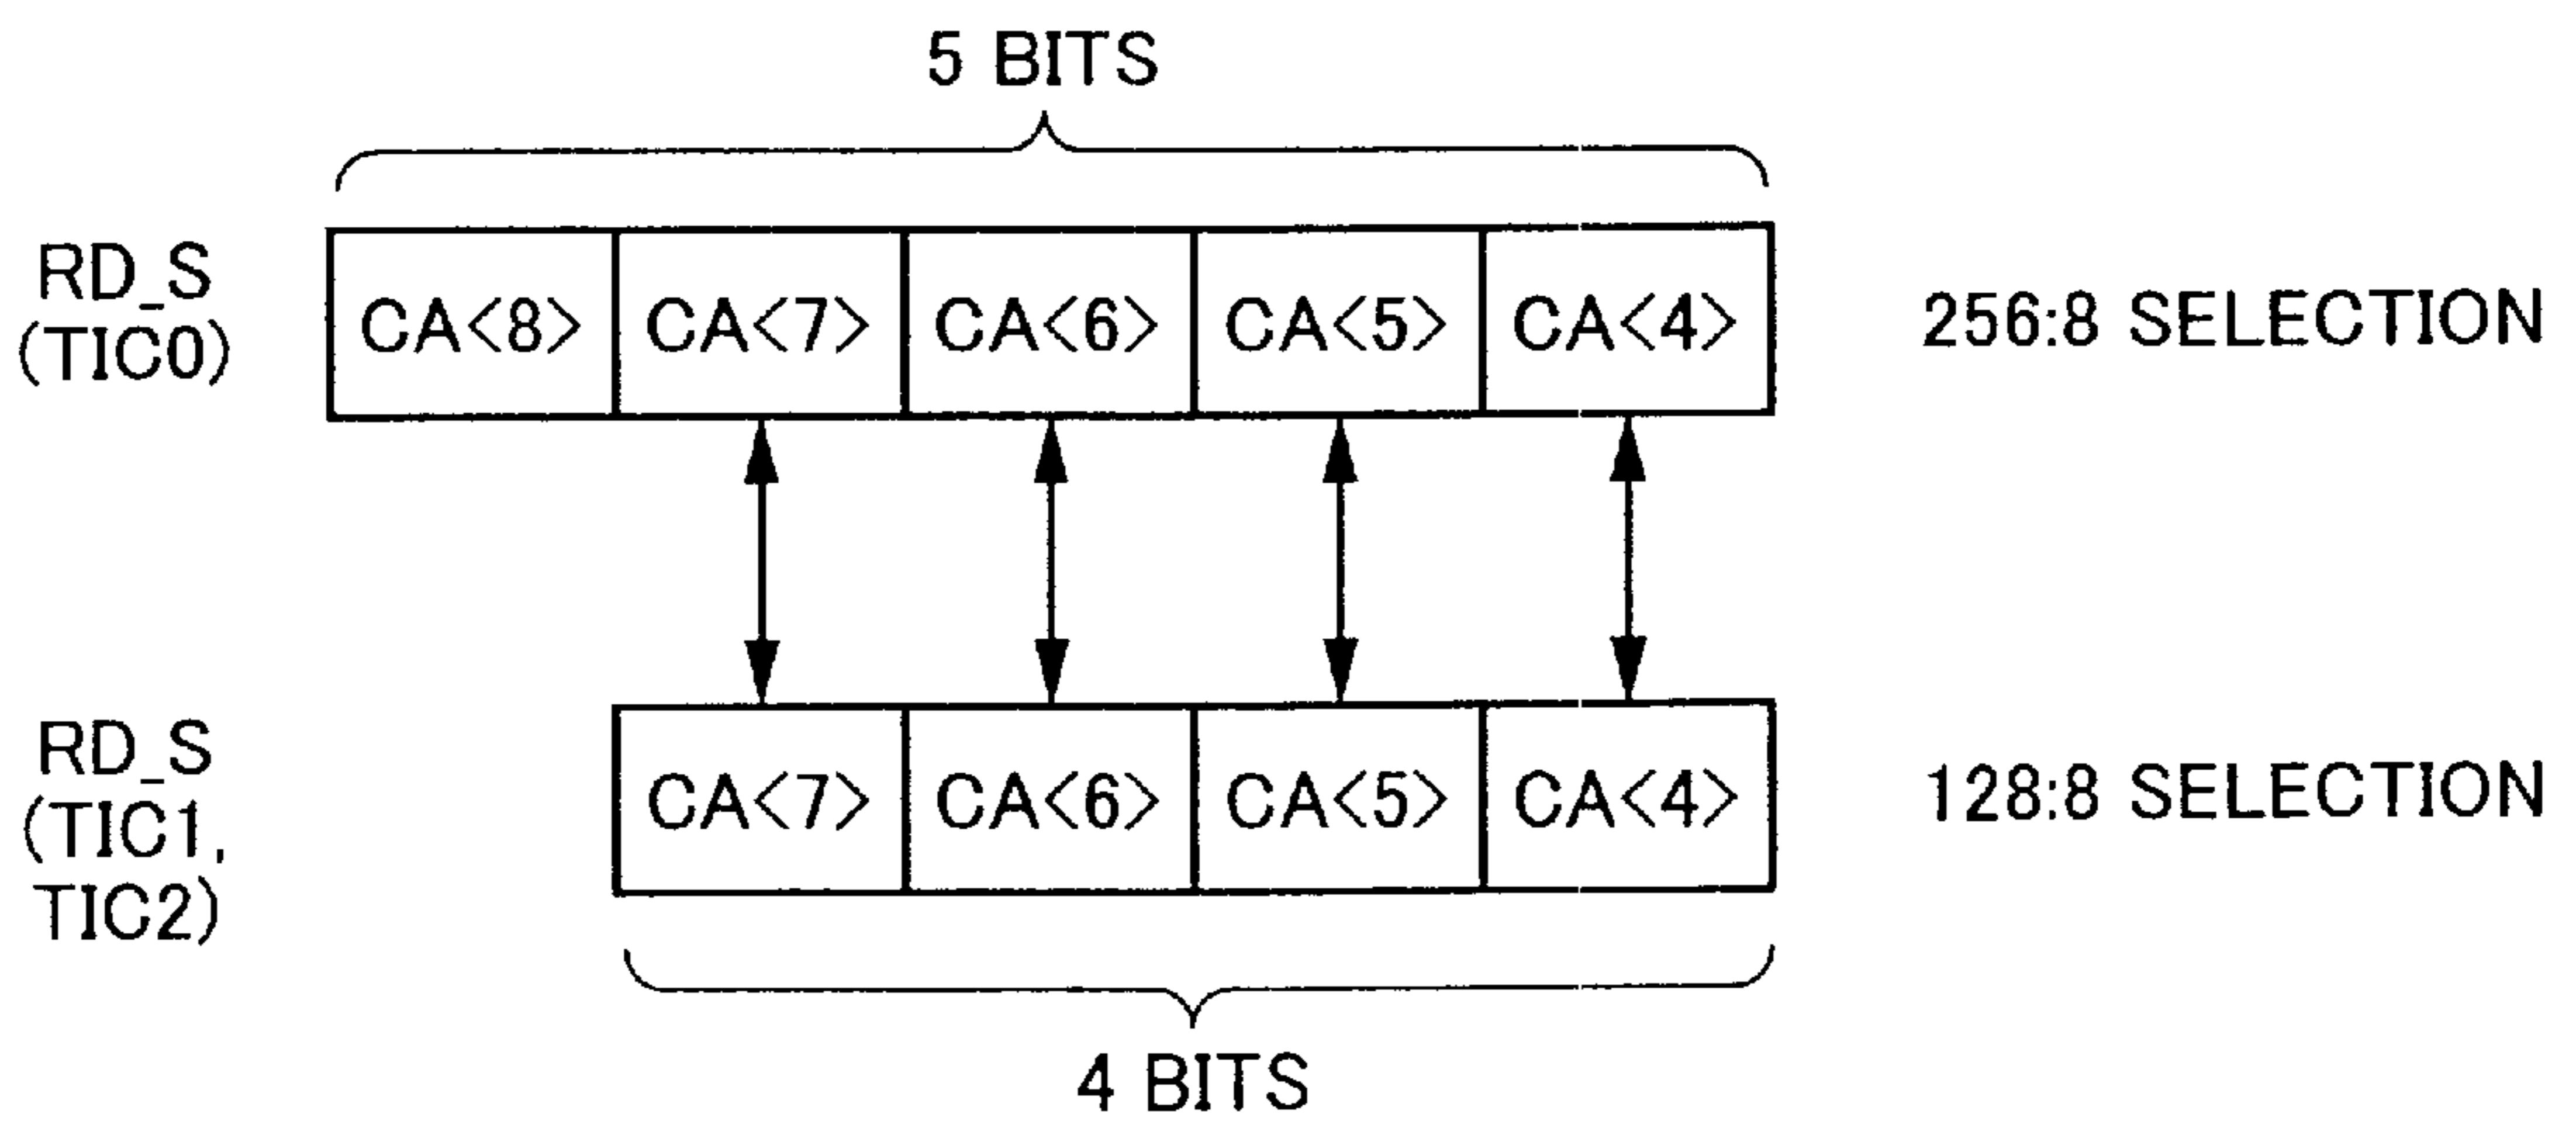 5 BITS
RD_S
(TIC0)
CA<8> CA<7> CA<6> CA<5> CA<4>
256:8 SELECTION
RD_S
(TIC1,
TIC2)
CA<7> CA<6> CA<5> CA<4>
128:8 SELECTION
4 BITS